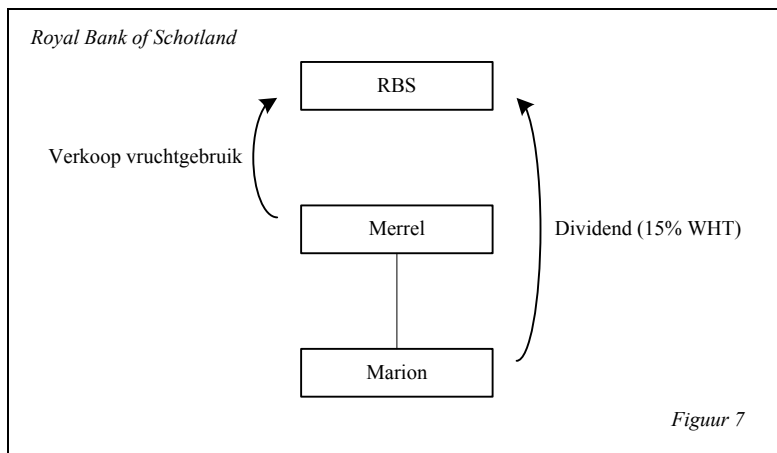 Royal Bank of Schotland
RBS
Verkoop vruchtgebruik
Merrel
Dividend (15% WHT)
Marion
Figuur 7